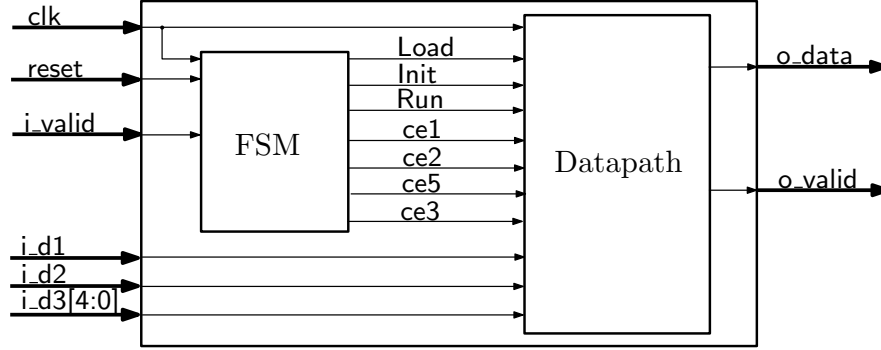 clk
reset
i_valid
i_d1
i_d2
i_d3[4:0]
FSM
Load
Init
Run
ce1
ce2
ce5
ce3
Datapath
o_data
o_valid